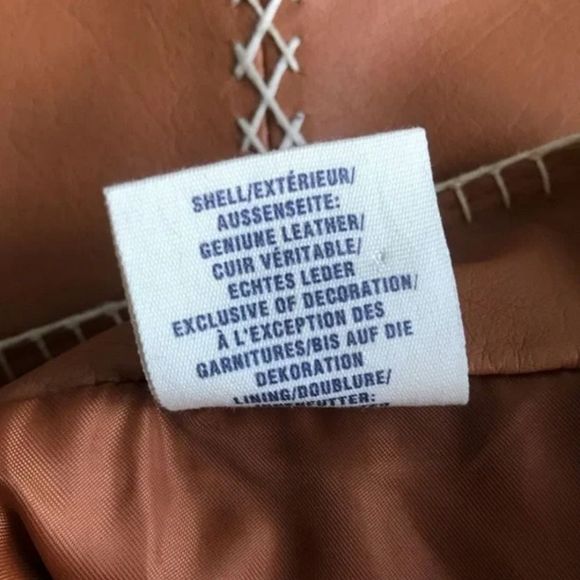 SHELL/EXTÉRIEUR/
AUSSENSEITE:
GENIUNE LEATHER/
CUIR VÉRITABLE/
ECHTES LEDER
EXCLUSIVE OF DECORATION/
À L'EXCEPTION DES
GARNITURES/BIS AUF DIE
DEKORATION
LINING/DOUBLURE/